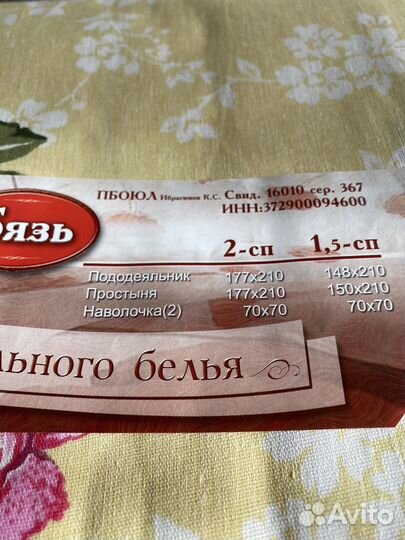 ПБОЮЛ Ибрагимов К.С. Свид. 16010 сер. 367
ИНН:372900094600
БЯЗЬ
2-сп 1,5-сп
Пододеяльник 177х210 148х210
Простыня 177х210 150х210
Наволочка(2) 70х70 70х70
льного белья
Avito